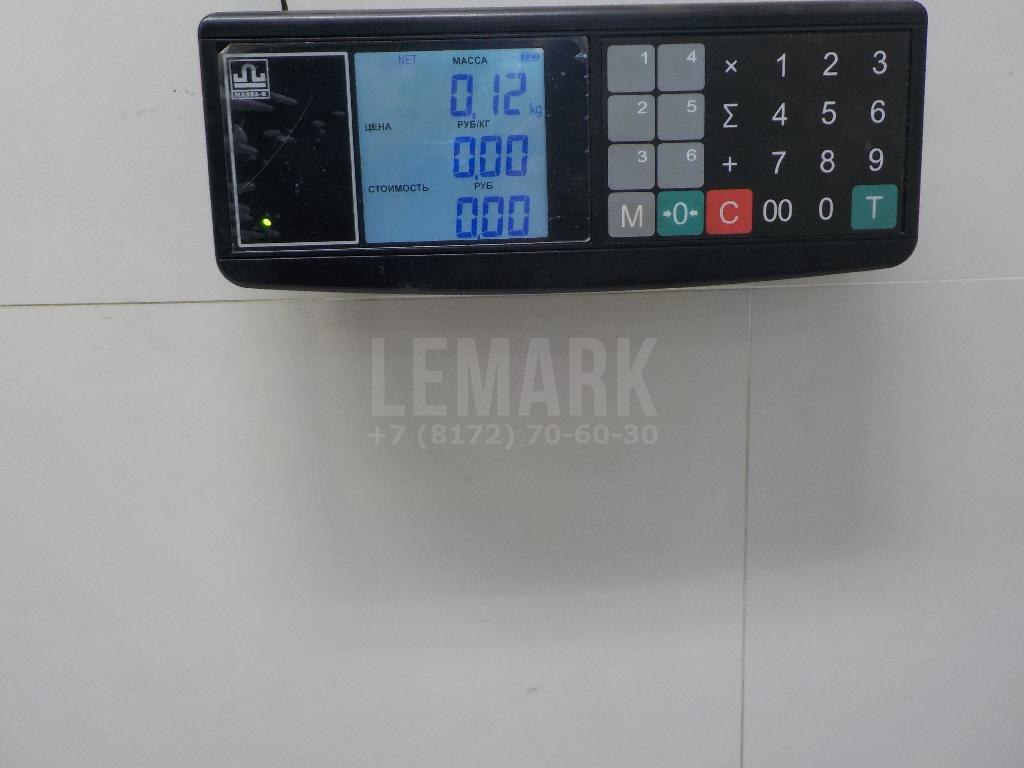 MASSA-K
NET МАССА
0,12 kg
ЦЕНА РУБ/КГ
0,00
СТОИМОСТЬ РУБ
0,00
1 4 × 1 2 3
2 5 Σ 4 5 6
3 6 + 7 8 9
M →0← C 00 0 T
LEMARK
+7 (8172) 70-60-30